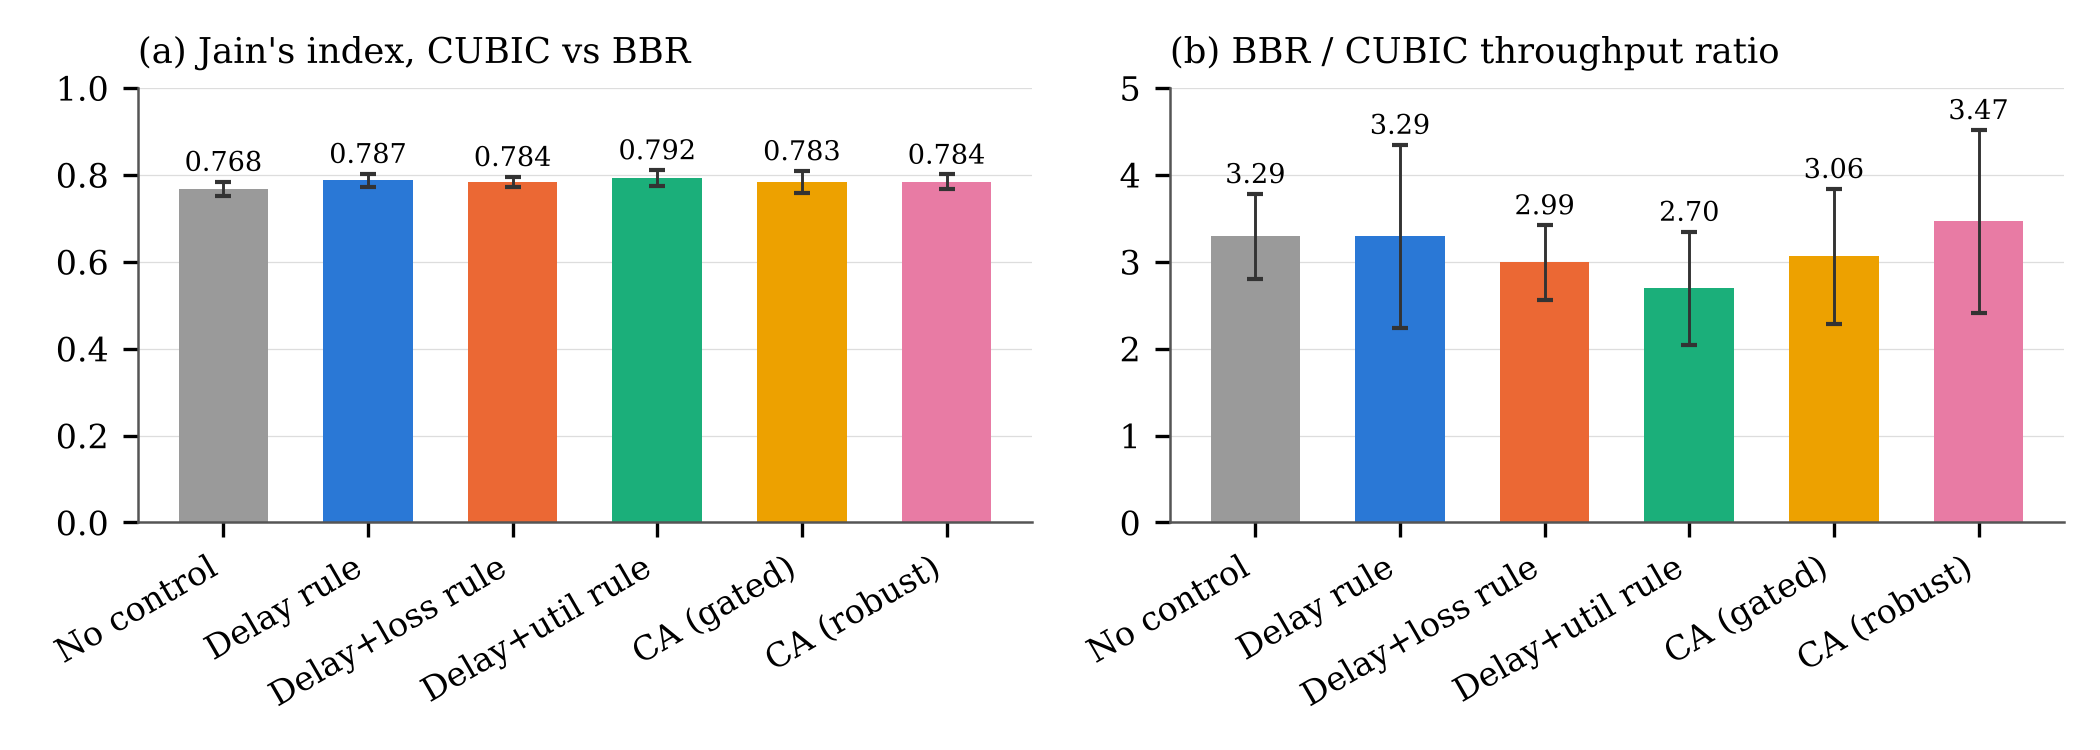 (a) Jain's index, CUBIC vs BBR
1.0
0.8
0.6
0.4
0.2
0.0
0.768
0.787
0.784
0.792
0.783
0.784
No control
Delay rule
Delay+loss rule
Delay+util rule
CA (gated)
CA (robust)
(b) BBR / CUBIC throughput ratio
5
4
3
2
1
0
3.29
3.29
2.99
2.70
3.06
3.47
No control
Delay rule
Delay+loss rule
Delay+util rule
CA (gated)
CA (robust)